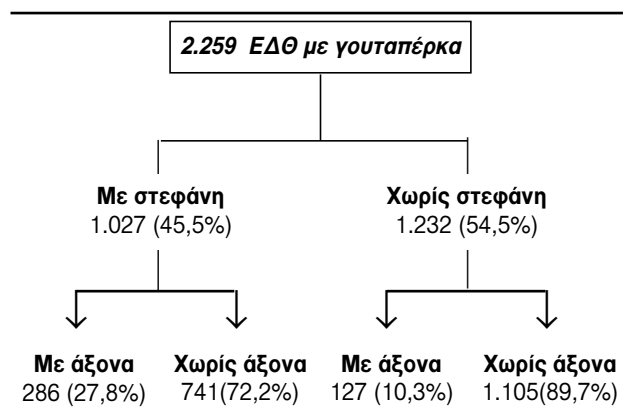 2.259 ΕΔΘ με γουταπέρκα
Με στεφάνη
1.027 (45,5%)
Χωρίς στεφάνη
1.232 (54,5%)
Με άξονα
286 (27,8%)
Χωρίς άξονα
741(72,2%)
Με άξονα
127 (10,3%)
Χωρίς άξονα
1.105(89,7%)